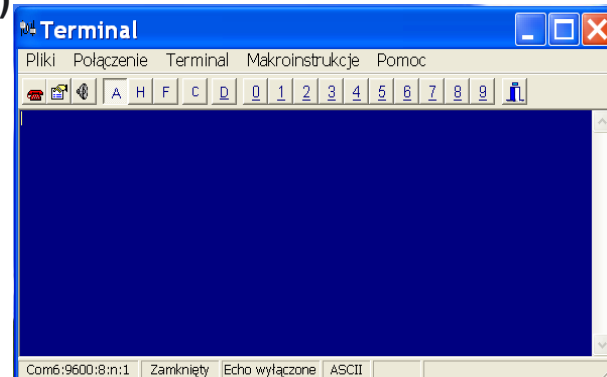 )
Terminal
Pliki Połączenie Terminal Makroinstrukcje Pomoc
A H F C D 0 1 2 3 4 5 6 7 8 9
Com6:9600:8:n:1 Zamknięty Echo wyłączone ASCII